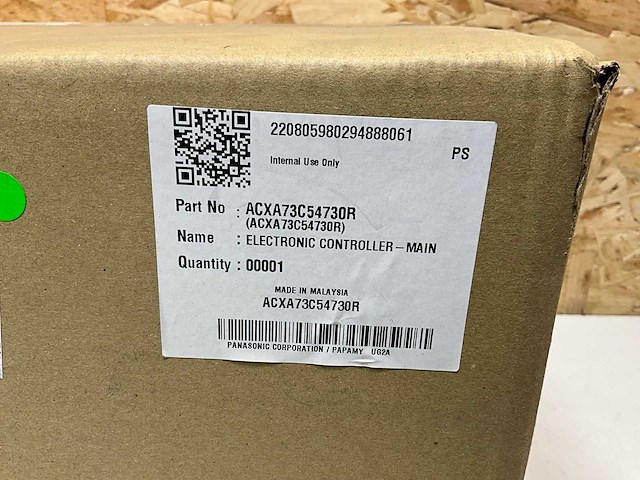 220805980294888061
PS
Internal Use Only
Part No : ACXA73C54730R
(ACXA73C54730R)
Name : ELECTRONIC CONTROLLER-MAIN
Quantity : 00001
MADE IN MALAYSIA
ACXA73C54730R
PANASONIC CORPORATION / PAPAMY UG2A